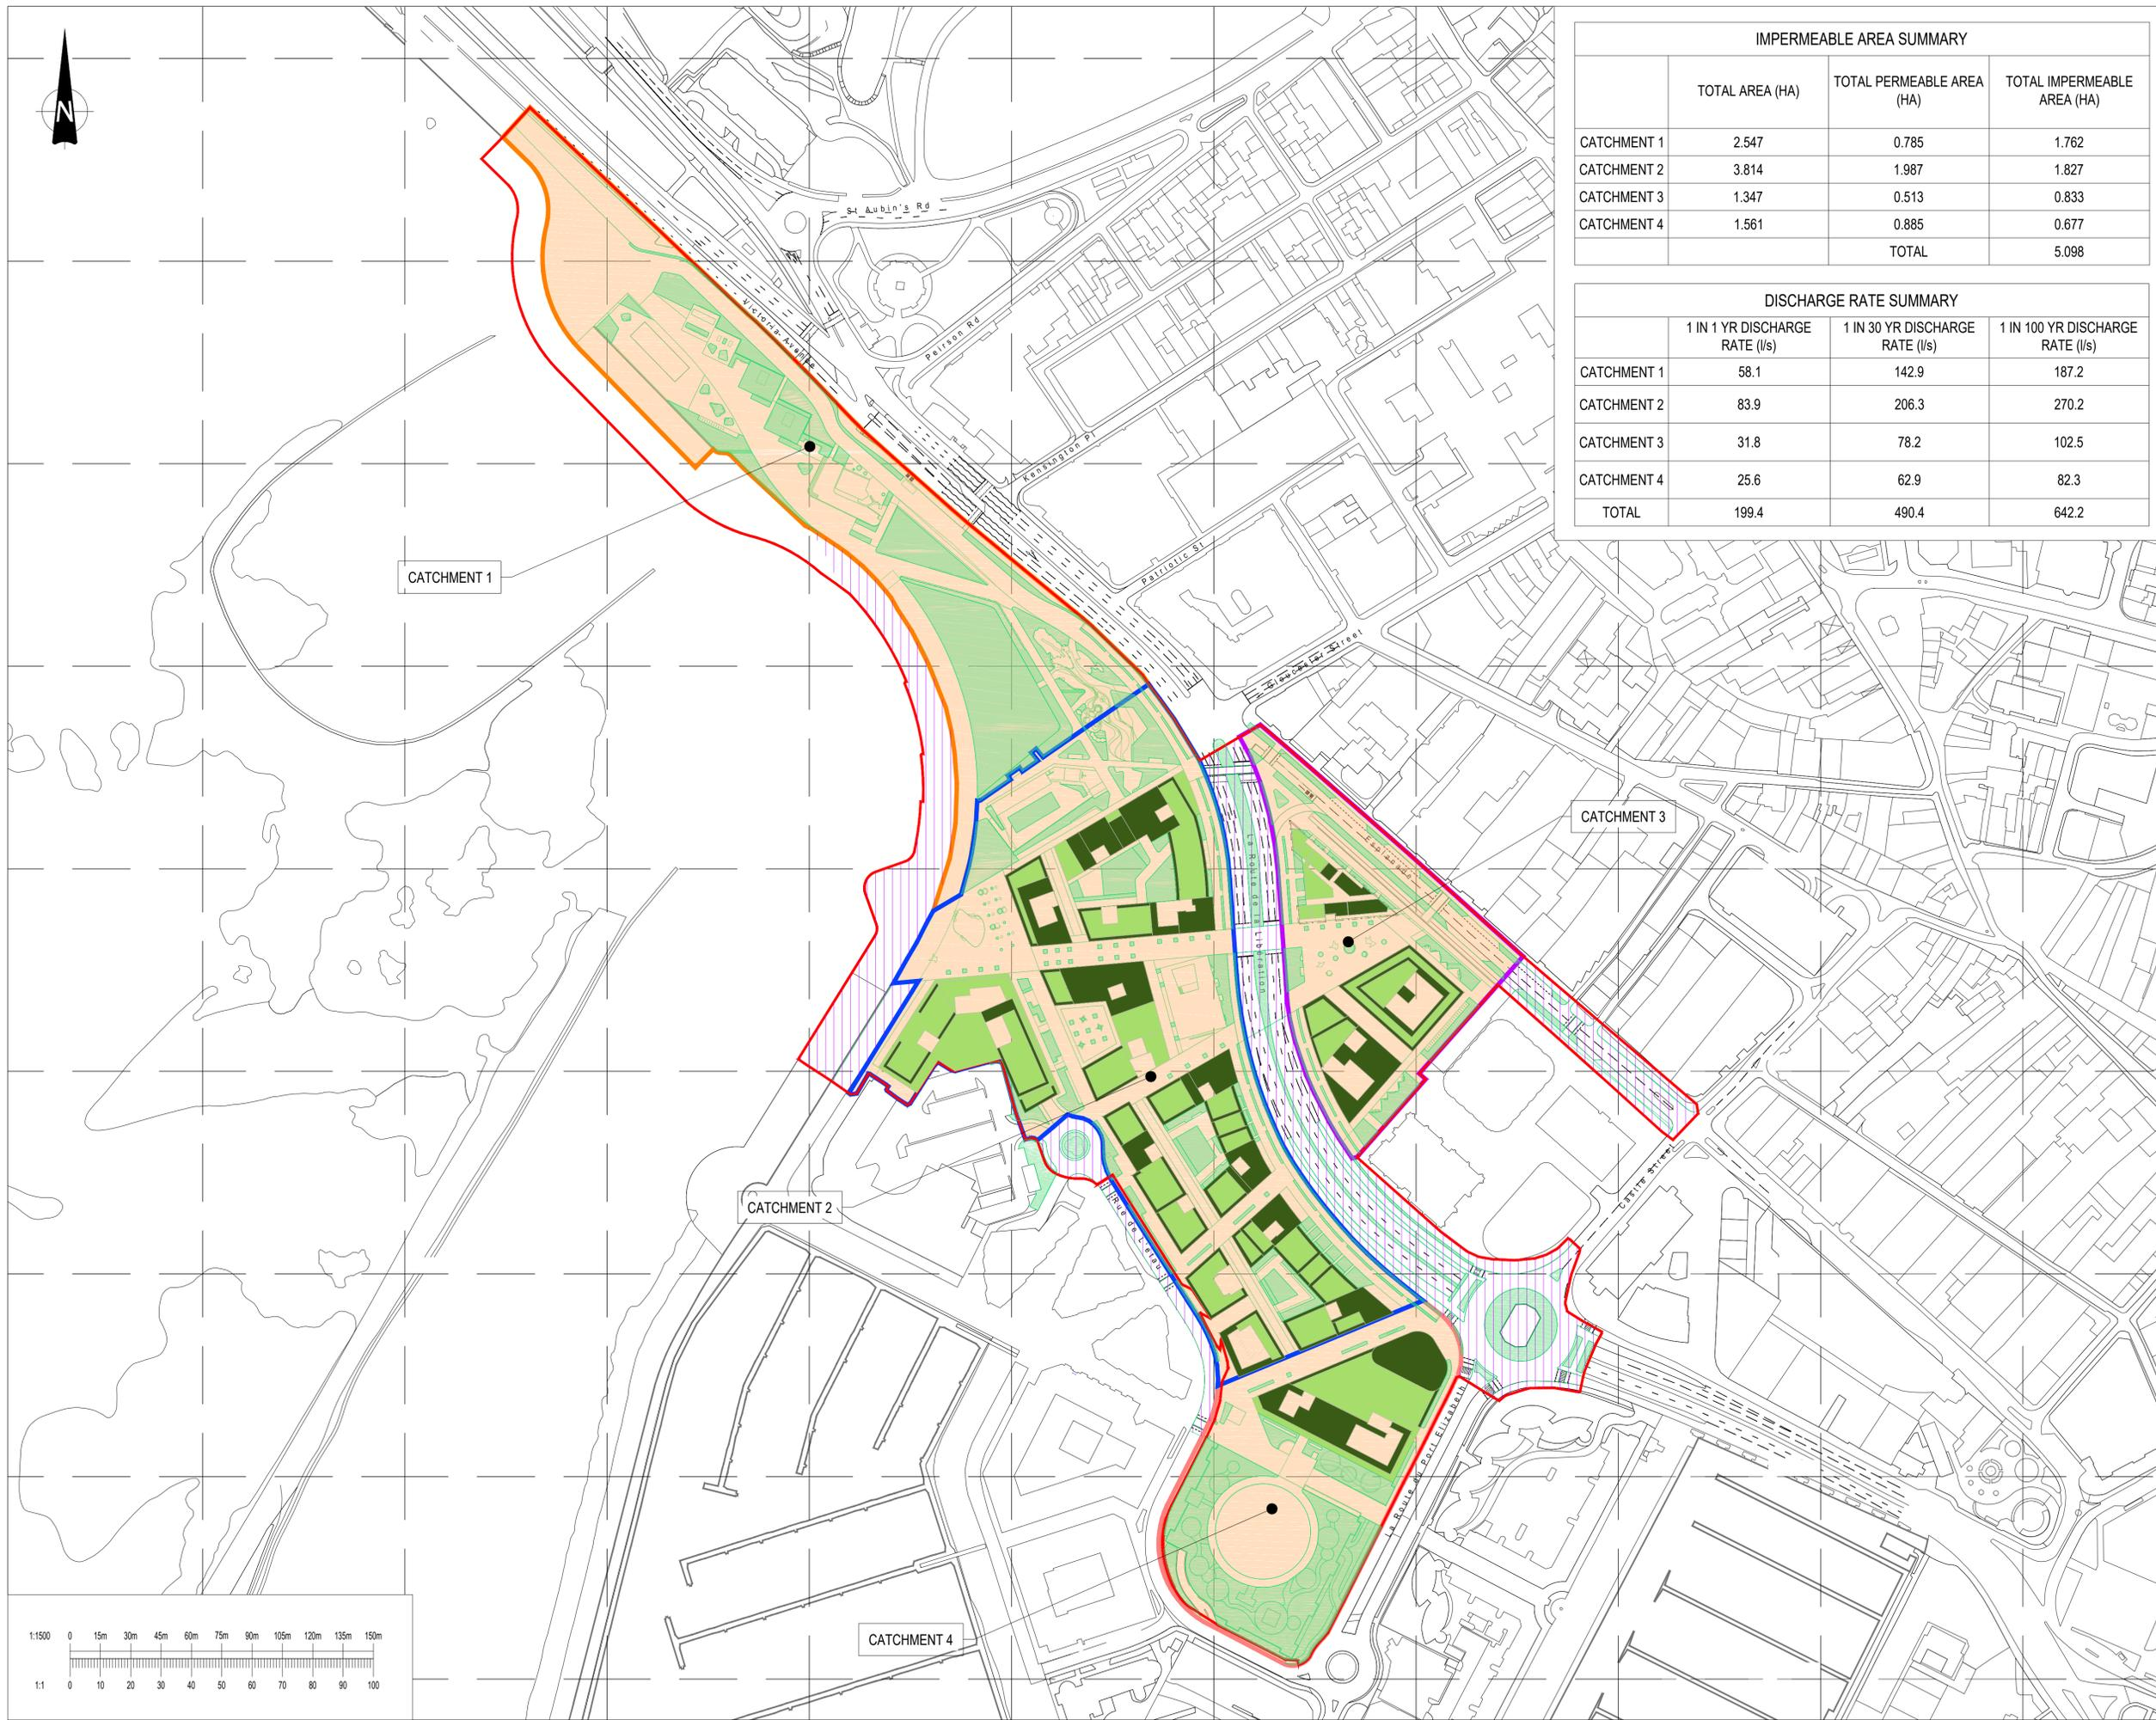 N
IMPERMEABLE AREA SUMMARY
TOTAL AREA (HA) TOTAL PERMEABLE AREA (HA) TOTAL IMPERMEABLE AREA (HA)
CATCHMENT 1 2.547 0.785 1.762
CATCHMENT 2 3.814 1.987 1.827
CATCHMENT 3 1.347 0.513 0.833
CATCHMENT 4 1.561 0.885 0.677
TOTAL 5.098
DISCHARGE RATE SUMMARY
1 IN 1 YR DISCHARGE RATE (l/s) 1 IN 30 YR DISCHARGE RATE (l/s) 1 IN 100 YR DISCHARGE RATE (l/s)
CATCHMENT 1 58.1 142.9 187.2
CATCHMENT 2 83.9 206.3 270.2
CATCHMENT 3 31.8 78.2 102.5
CATCHMENT 4 25.6 62.9 82.3
TOTAL 199.4 490.4 642.2
St Aubin's Rd
Victoria Avenue
Peirson Rd
Kensington Pl
Patriotic St
Gloucester Street
CATCHMENT 1
CATCHMENT 3
Esplanade
La Route de la Liberation
Castle Street
CATCHMENT 2
Rue de L'etau
La Route du Port Elizabeth
CATCHMENT 4
1:1500 0 15m 30m 45m 60m 75m 90m 105m 120m 135m 150m
1:1 0 10 20 30 40 50 60 70 80 90 100